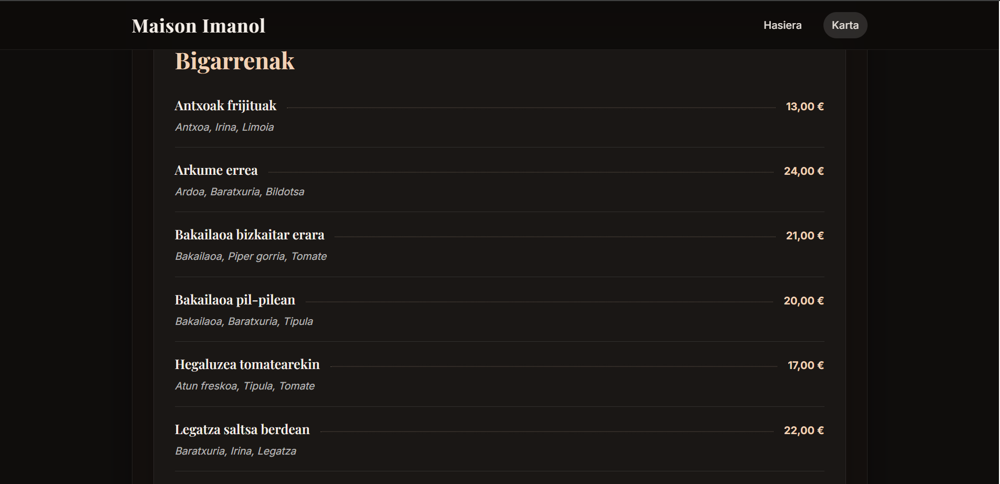 Maison Imanol
Hasiera
Karta
Bigarrenak
Antxoak frijituak 13,00 €
Antxoa, Irina, Limoia
Arkume errea 24,00 €
Ardoa, Baratxuria, Bildotsa
Bakailaoa bizkaitar erara 21,00 €
Bakailaoa, Piper gorria, Tomate
Bakailaoa pil-pilean 20,00 €
Bakailaoa, Baratxuria, Tipula
Hegaluzea tomatearekin 17,00 €
Atun freskoa, Tipula, Tomate
Legatza saltsa berdean 22,00 €
Baratxuria, Irina, Legatza